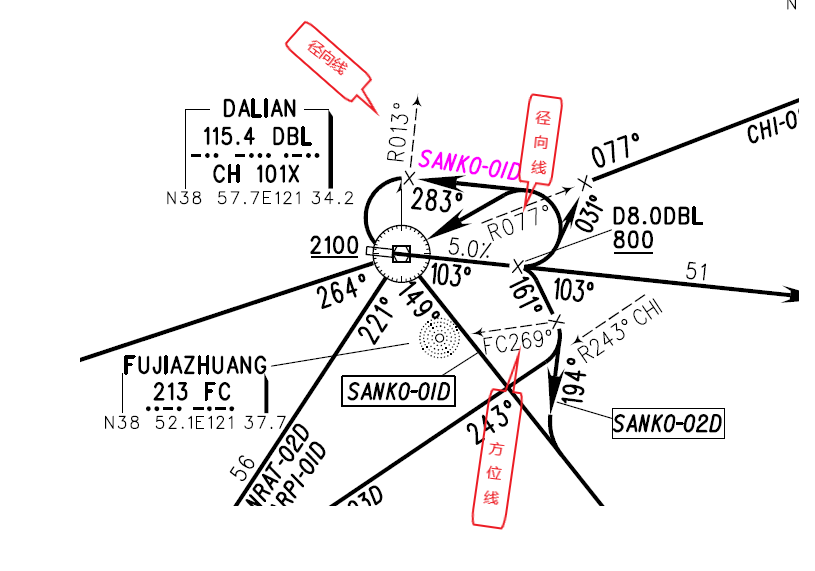 N
径向线
DALIAN
115.4 DBL
CH 101X
N38 57.7E121 34.2
R013°
SANKO-01D
径向线
077°
CHI-0
283°
R077°
031°
D8.0DBL
800
2100
5.0%
103°
161°
103°
51
264°
221°
149°
FC269°
R243° CHI
FUJIAZHUANG
213 FC
N38 52.1E121 37.7
SANKO-01D
194°
SANKO-02D
243°
方位线
56
NRAT-02D
ARPI-01D
03D